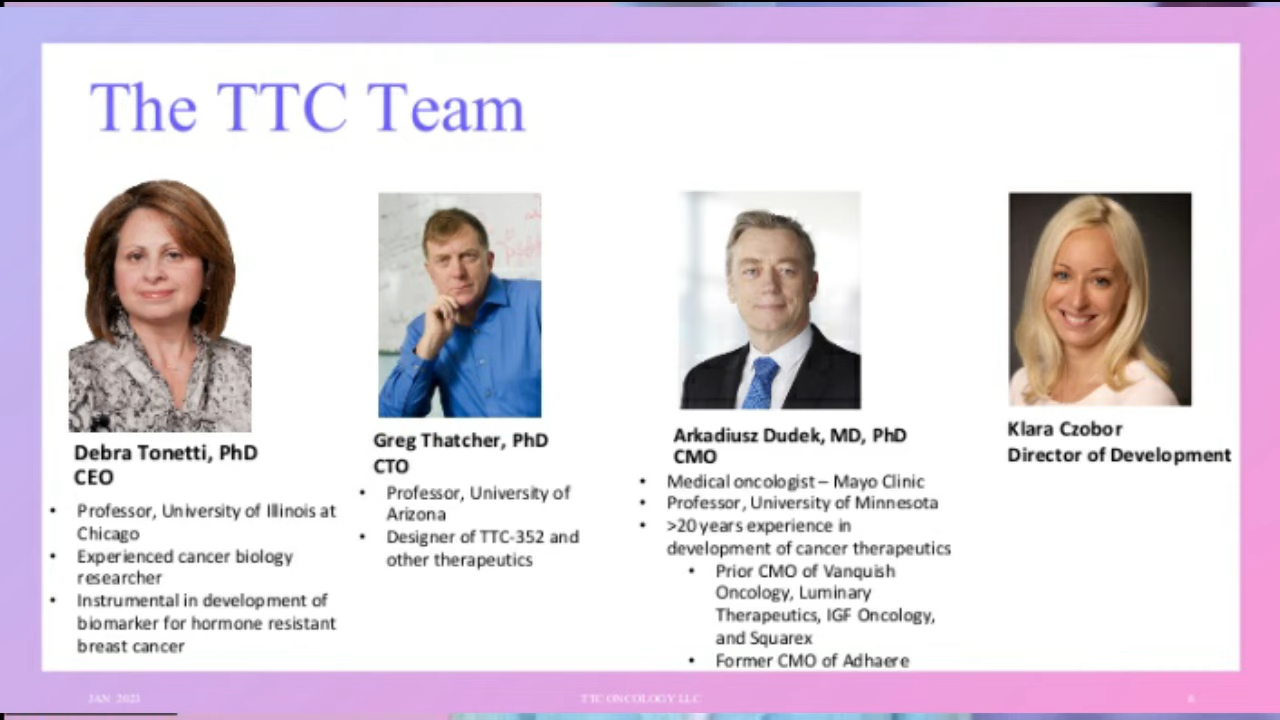 The TTC Team
Debra Tonetti, PhD
CEO
• Professor, University of Illinois at
Chicago
• Experienced cancer biology
researcher
• Instrumental in development of
biomarker for hormone resistant
breast cancer
Greg Thatcher, PhD
CTO
• Professor, University of
Arizona
• Designer of TTC-352 and
other therapeutics
Arkadiusz Dudek, MD, PhD
CMO
• Medical oncologist – Mayo Clinic
• Professor, University of Minnesota
• >20 years experience in
development of cancer therapeutics
• Prior CMO of Vanquish
Oncology, Luminary
Therapeutics, IGF Oncology,
and Squarex
• Former CMO of Adhaere
Klara Czobor
Director of Development
JAN 2021
TTC ONCOLOGY LLC